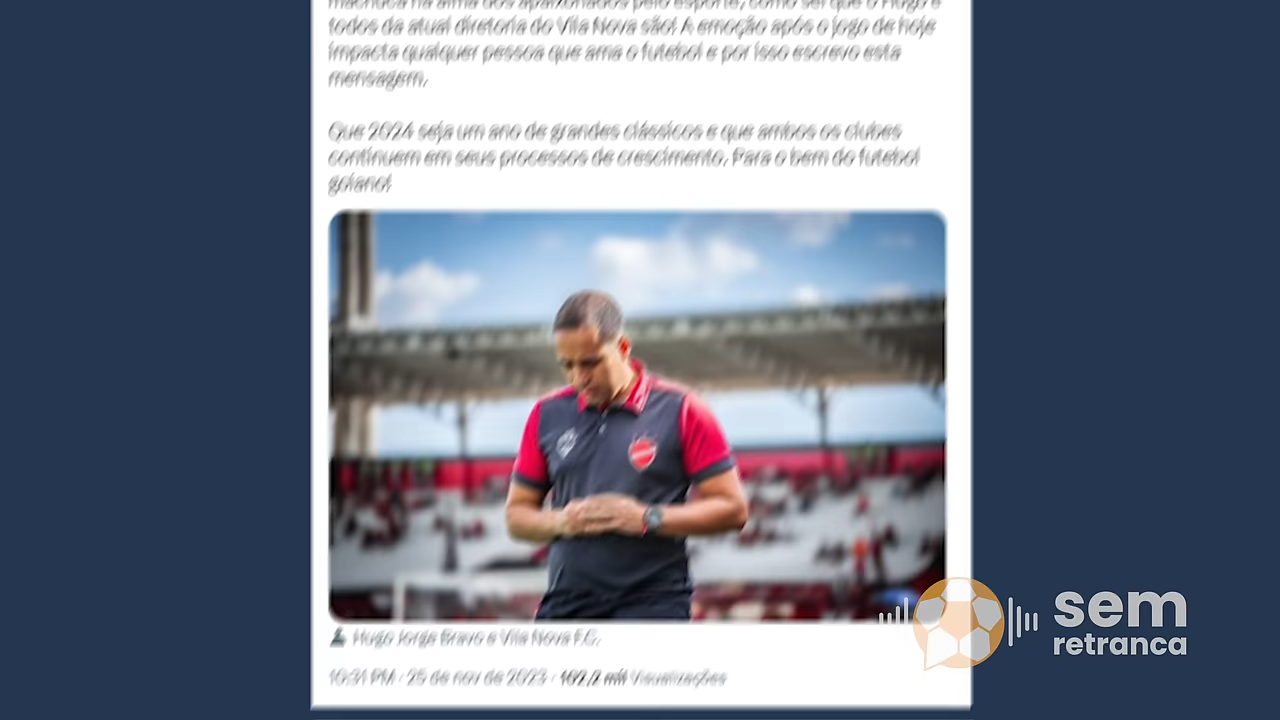 machuca na alma dos apaixonados pelo esporte, como sei que o Hugo e
todos da atual diretoria do Vila Nova são! A emoção após o jogo de hoje
impacta qualquer pessoa que ama o futebol e por isso escrevo esta
mensagem.
Que 2024 seja um ano de grandes clássicos e que ambos os clubes
continuem em seus processos de crescimento. Para o bem do futebol
goiano!
Hugo Jorge Bravo e Vila Nova F.C.
10:31 PM · 25 de nov de 2023 · 102,2 mil Visualizações
sem
retranca